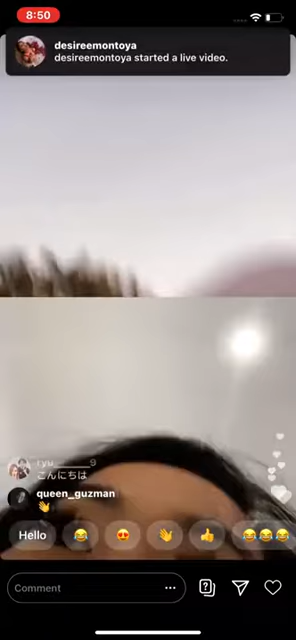 8:50
desireemontoya
desireemontoya started a live video.
こんにちは
queen_guzman
👋
Hello 😂 😍 👋 👍 😂😂😂
Comment